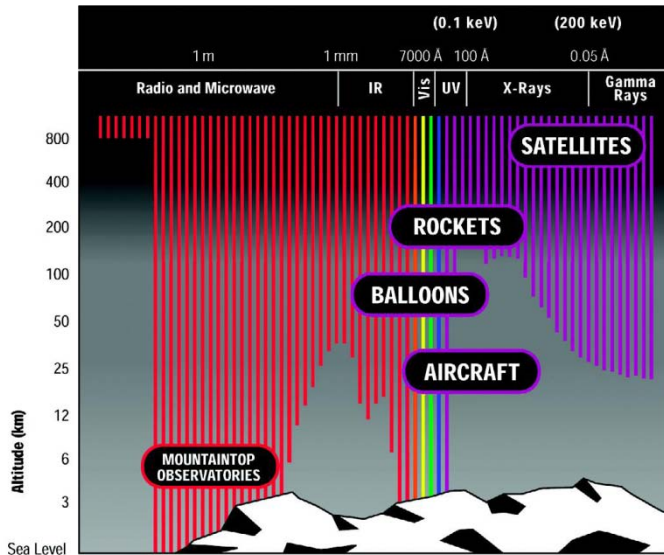 (0.1 keV) (200 keV)
1 m 1 mm 7000 Å 100 Å 0.05 Å
Radio and Microwave IR Vis UV X-Rays Gamma
Rays
800
SATELLITES
400
200
ROCKETS
100
BALLOONS
50
25
AIRCRAFT
12
Altitude (km)
6
MOUNTAINTOP
OBSERVATORIES
3
Sea Level